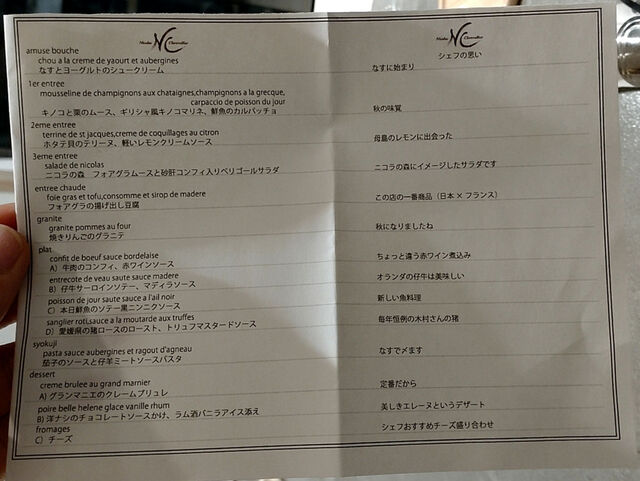 NC
NC
amuse bouche
シェフの思い
chou a la creme de yaourt et aubergines
なすとヨーグルトのシュークリーム
なすに始まり
1er entree
mousseline de champignons aux chataignes,champignons a la grecque,
carpaccio de poisson du jour
キノコと栗のムース、ギリシャ風キノコマリネ、鮮魚のカルパッチョ
秋の味覚
2eme entree
terrine de st jacques,creme de coquillages au citron
ホタテ貝のテリーヌ、軽いレモンクリームソース
母島のレモンに出会った
3eme entree
salade de nicolas
ニコラの森 フォアグラムースと砂肝コンフィ入りペリゴールサラダ
ニコラの森にイメージしたサラダです
entree chaude
foie gras et tofu,consomme et sirop de madere
フォアグラの揚げ出し豆腐
この店の一番商品（日本 × フランス）
granite
granite pommes au four
焼きりんごのグラニテ
秋になりましたね
plat
confit de boeuf sauce bordelaise
A）牛肉のコンフィ、赤ワインソース
ちょっと違う赤ワイン煮込み
entrecote de veau saute sauce madere
B）仔牛サーロインソテー、マディラソース
オランダの仔牛は美味しい
poisson de jour saute sauce a l'ail noir
C）本日鮮魚のソテー黒ニンニクソース
新しい魚料理
sanglier roti,sauce a la moutarde aux truffes
D）愛媛県の猪ロースのロースト、トリュフマスタードソース
毎年恒例の木村さんの猪
syokuji
pasta sauce aubergines et ragout d'agneau
茄子のソースと仔羊ミートソースパスタ
なすで〆ます
dessert
creme brulee au grand marnier
A) グランマニエのクレームブリュレ
定番だから
poire belle helene glace vanille rhum
B) 洋ナシのチョコレートソースかけ、ラム酒バニラアイス添え
美しきエレーヌというデザート
fromages
C）チーズ
シェフおすすめチーズ盛り合わせ